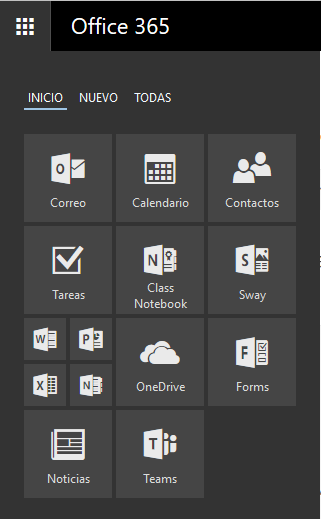 Office 365
INICIO NUEVO TODAS
Correo Calendario Contactos
Tareas Class Notebook Sway
OneDrive Forms
Noticias Teams